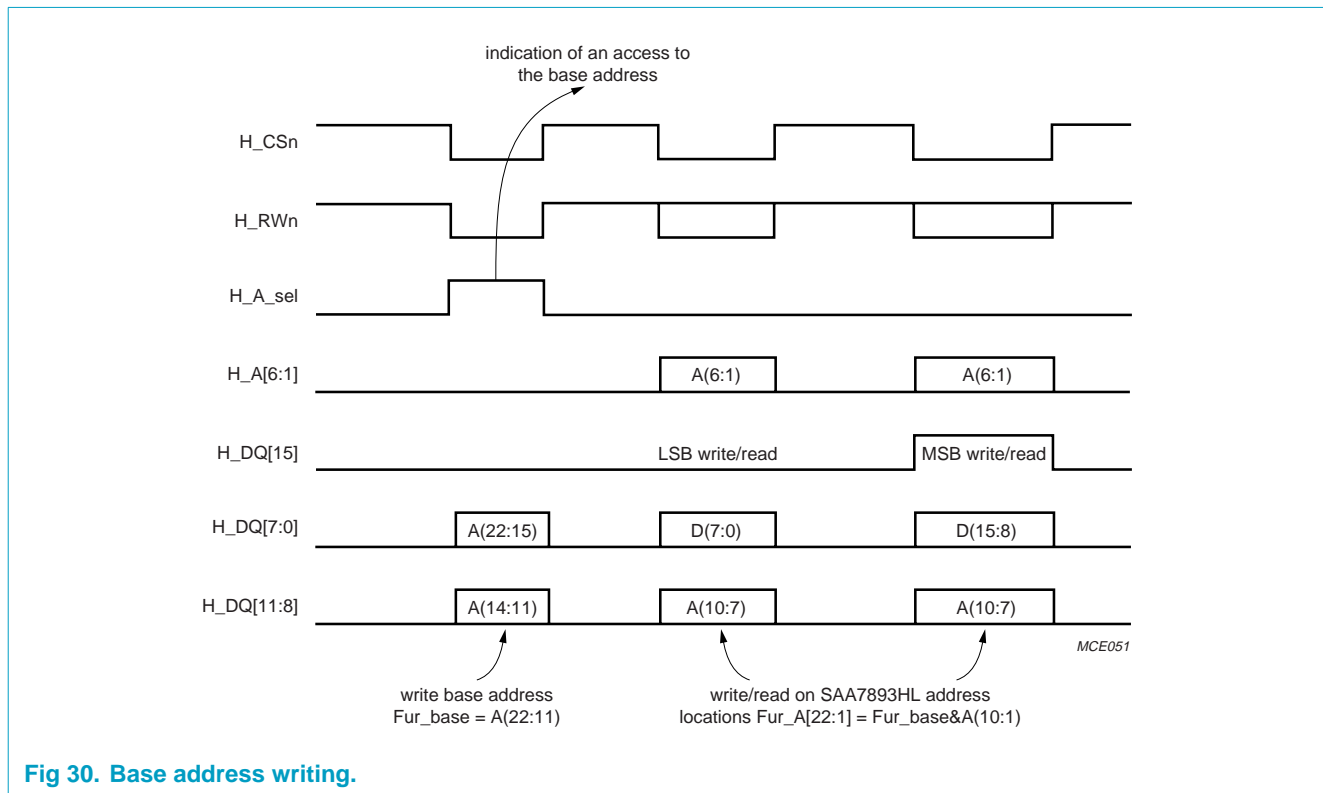 indication of an access to
the base address
H_CSn
H_RWn
H_A_sel
H_A[6:1]
A(6:1)
A(6:1)
H_DQ[15]
LSB write/read
MSB write/read
H_DQ[7:0]
A(22:15)
D(7:0)
D(15:8)
H_DQ[11:8]
A(14:11)
A(10:7)
A(10:7)
MCE051
write base address
Fur_base = A(22:11)
write/read on SAA7893HL address
locations Fur_A[22:1] = Fur_base&A(10:1)
Fig 30. Base address writing.